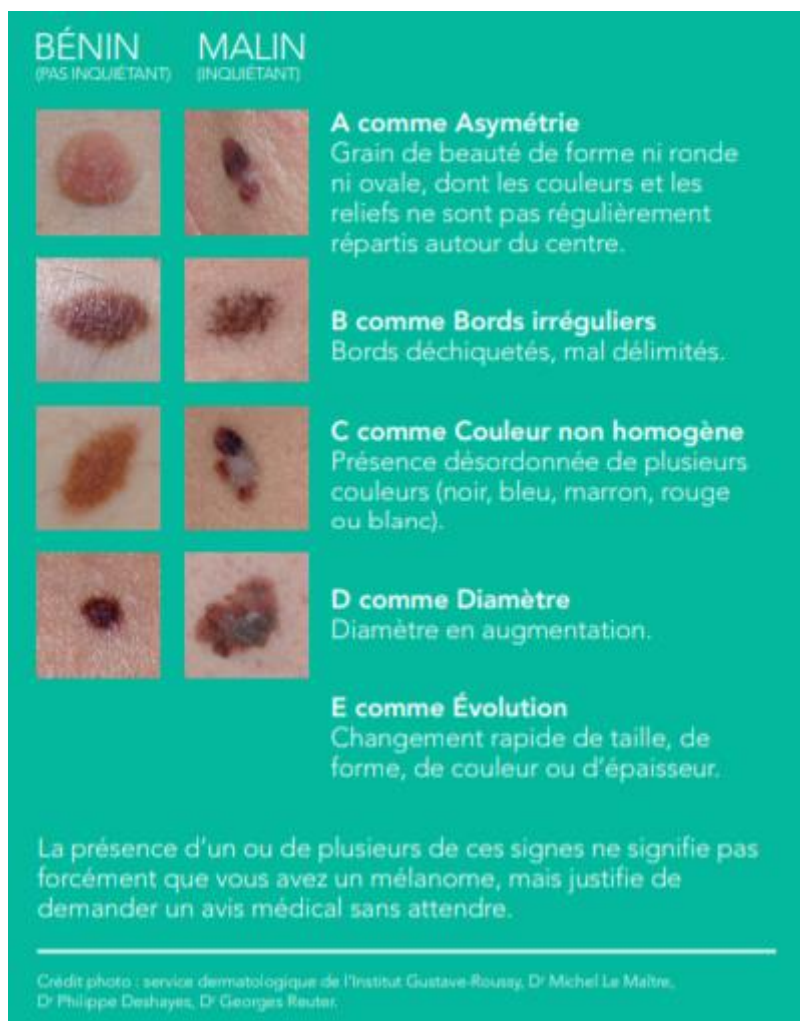 BÉNIN
(PAS INQUIÉTANT)
MALIN
(INQUIÉTANT)
A comme Asymétrie
Grain de beauté de forme ni ronde
ni ovale, dont les couleurs et les
reliefs ne sont pas régulièrement
répartis autour du centre.
B comme Bords irréguliers
Bords déchiquetés, mal délimités.
C comme Couleur non homogène
Présence désordonnée de plusieurs
couleurs (noir, bleu, marron, rouge
ou blanc).
D comme Diamètre
Diamètre en augmentation.
E comme Évolution
Changement rapide de taille, de
forme, de couleur ou d'épaisseur.
La présence d'un ou de plusieurs de ces signes ne signifie pas
forcément que vous avez un mélanome, mais justifie de
demander un avis médical sans attendre.
Crédit photo : service dermatologique de l'Institut Gustave-Roussy, Dr Michel Le Maître,
Dr Philippe Deshayes, Dr Georges Reuter.